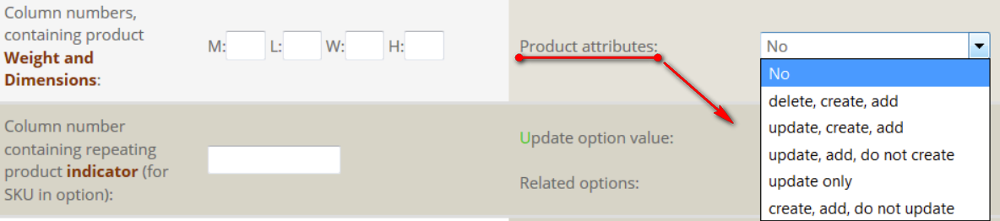 Column numbers,
containing product
Weight and
Dimensions:
M: L: W: H:
Product attributes:
No
No
delete, create, add
update, create, add
update, add, do not create
update only
create, add, do not update
Column number
containing repeating
product indicator (for
SKU in option):
Update option value:
Related options: